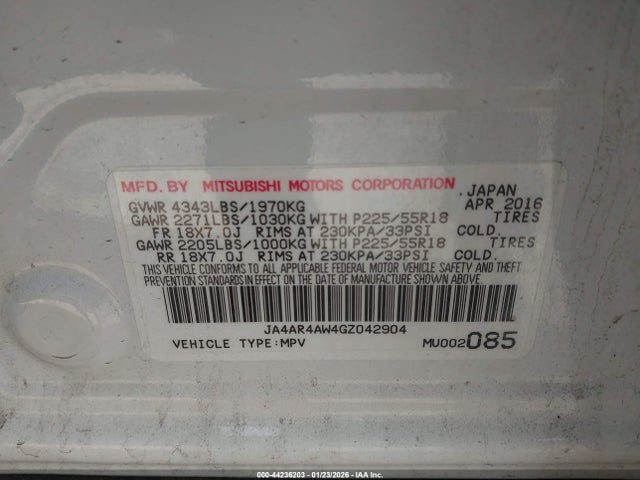 MFD. BY MITSUBISHI MOTORS CORPORATION JAPAN
GVWR 4343LBS/1970KG APR 2016
GAWR 2271LBS/1030KG WITH P225/55R18 TIRES
FR 18X7.0J RIMS AT 230KPA/33PSI COLD.
GAWR 2205LBS/1000KG WITH P225/55R18 TIRES
RR 18X7.0J RIMS AT 230KPA/33PSI COLD.
THIS VEHICLE CONFORMS TO ALL APPLICABLE FEDERAL MOTOR VEHICLE SAFETY AND THEFT
PREVENTION STANDARDS IN EFFECT ON THE DATE OF MANUFACTURE SHOWN ABOVE.
JA4AR4AW4GZ042904
VEHICLE TYPE:MPV MU002085
000-44236203 - 01/23/2026 - IAA Corp.